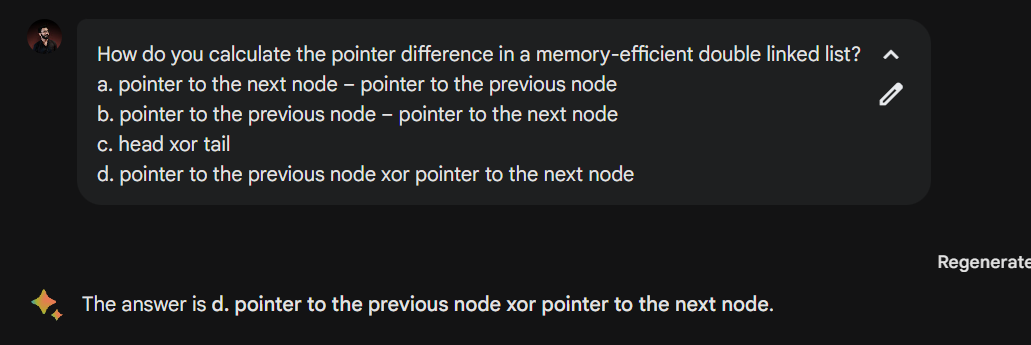 How do you calculate the pointer difference in a memory-efficient double linked list?
a. pointer to the next node – pointer to the previous node
b. pointer to the previous node – pointer to the next node
c. head xor tail
d. pointer to the previous node xor pointer to the next node
Regenerate
The answer is d. pointer to the previous node xor pointer to the next node.